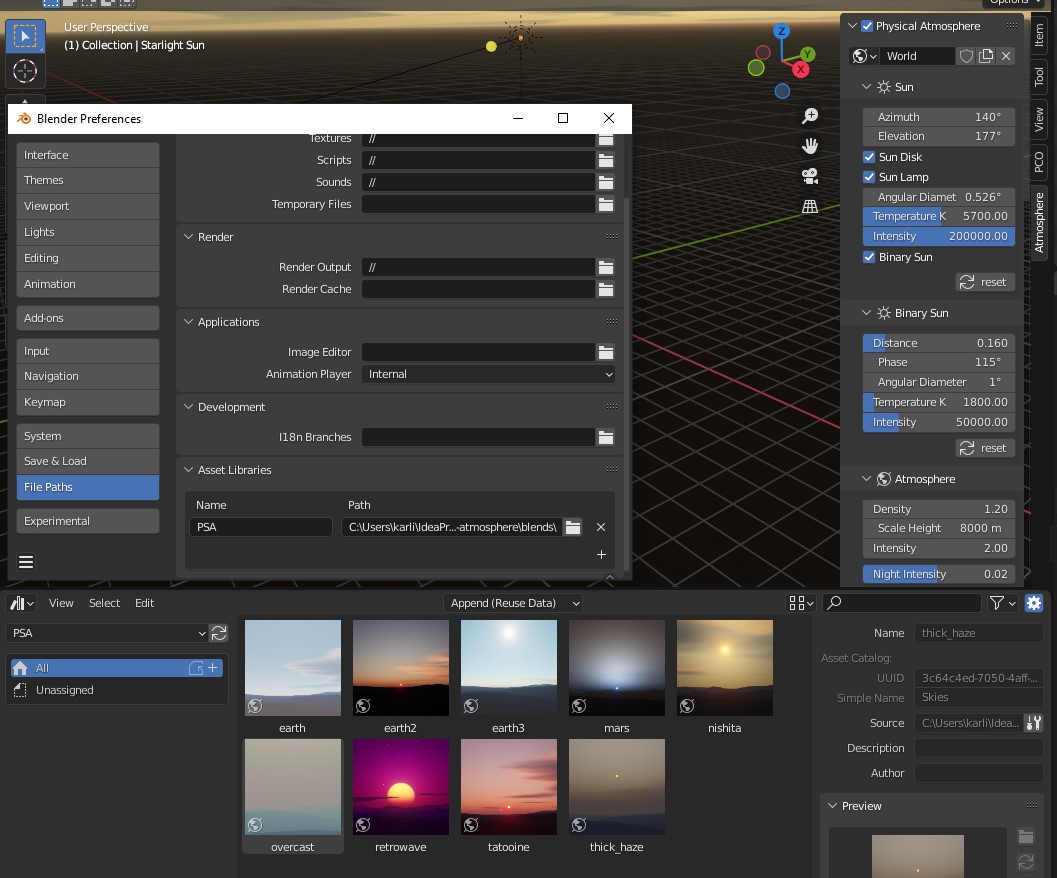 Options
User Perspective
(1) Collection | Starlight Sun
Z
Y
X
Blender Preferences
Interface
Themes
Viewport
Lights
Editing
Animation
Add-ons
Input
Navigation
Keymap
System
Save & Load
File Paths
Experimental
Textures //
Scripts //
Sounds //
Temporary Files
Render
Render Output //
Render Cache
Applications
Image Editor
Animation Player Internal
Development
I18n Branches
Asset Libraries
Name Path
PSA C:\Users\karli\IdeaPr...-atmosphere\blends\
Physical Atmosphere
World
Sun
Azimuth 140°
Elevation 177°
Sun Disk
Sun Lamp
Angular Diamet 0.526°
Temperature K 5700.00
Intensity 200000.00
Binary Sun
reset
Binary Sun
Distance 0.160
Phase 115°
Angular Diameter 1°
Temperature K 1800.00
Intensity 50000.00
reset
Atmosphere
Density 1.20
Scale Height 8000 m
Intensity 2.00
Night Intensity 0.02
Item
Tool
View
PCO
Atmosphere
View Select Edit
Append (Reuse Data)
PSA
All
Unassigned
earth
earth2
earth3
mars
nishita
overcast
retrowave
tatooine
thick_haze
Name thick_haze
Asset Catalog:
UUID 3c64c4ed-7050-4aff-...
Simple Name Skies
Source C:\Users\karli\Idea...
Description
Author
Preview